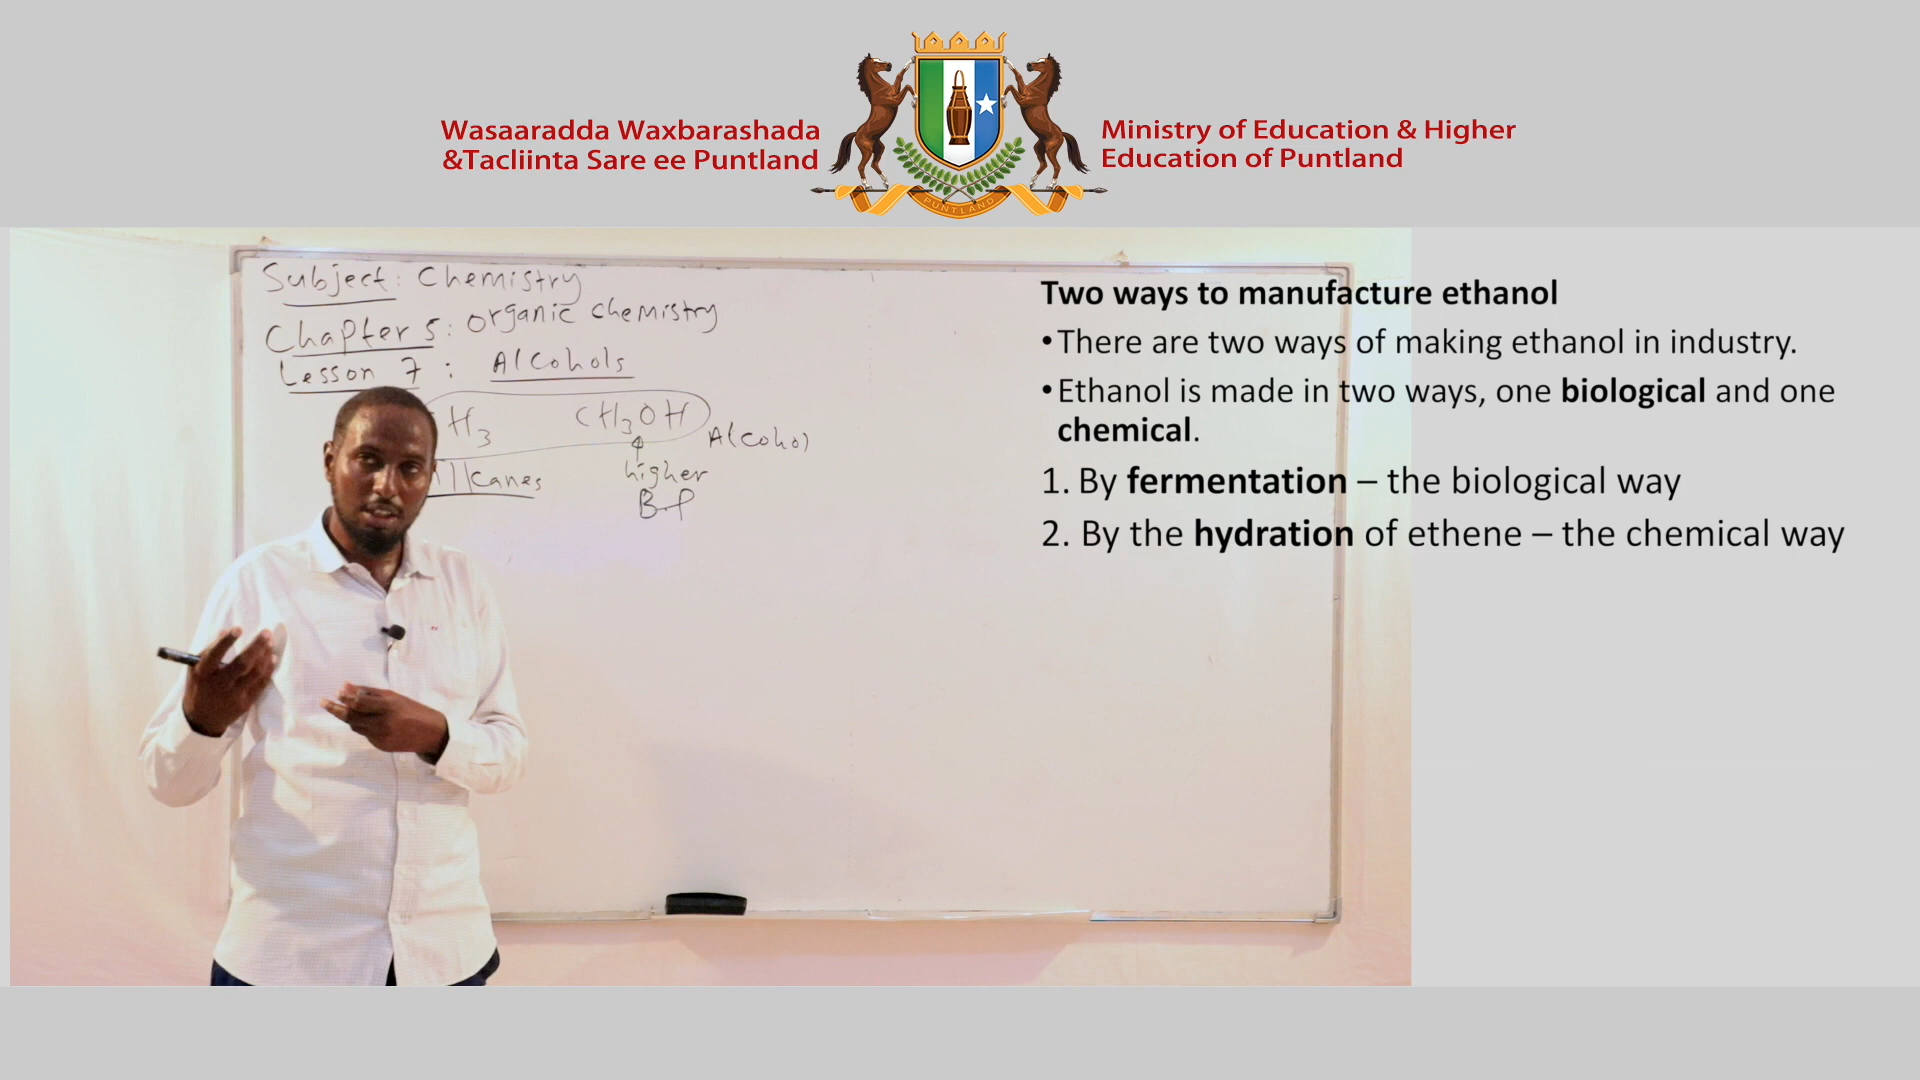 Wasaaradda Waxbarashada
&Tacliinta Sare ee Puntland
PUNTLAND
Ministry of Education & Higher
Education of Puntland
Subject: Chemistry
Chapter 5: organic chemistry
Lesson 7: Alcohols
H3 CH3OH
Alcohol
lkanes higher
B.P
Two ways to manufacture ethanol
•There are two ways of making ethanol in industry.
•Ethanol is made in two ways, one biological and one
chemical.
1. By fermentation – the biological way
2. By the hydration of ethene – the chemical way